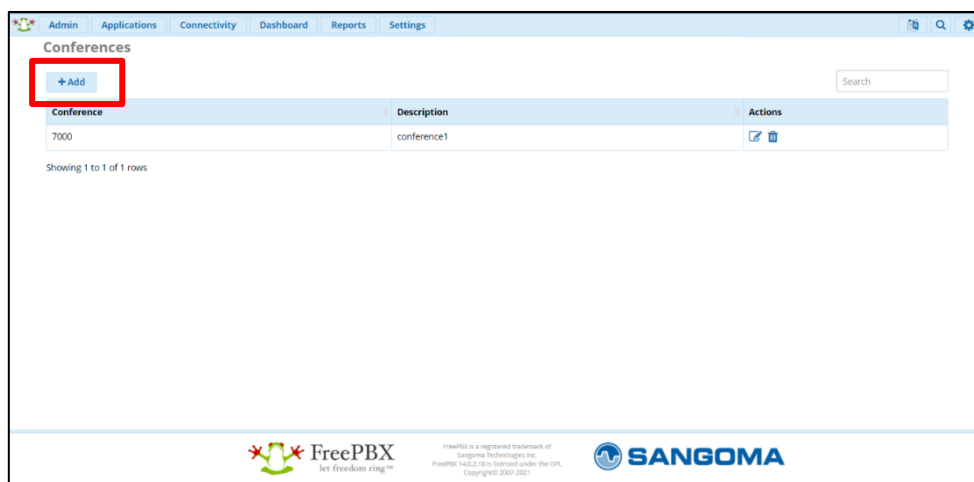 Admin Applications Connectivity Dashboard Reports Settings
Conferences
+ Add
Search
Conference Description Actions
7000 conference1
Showing 1 to 1 of 1 rows
FreePBX
let freedom ring™
FreePBX is a registered trademark of
Sangoma Technologies Inc.
FreePBX 14.0.2.10 is licensed under the GPL
Copyright© 2007-2021
SANGOMA